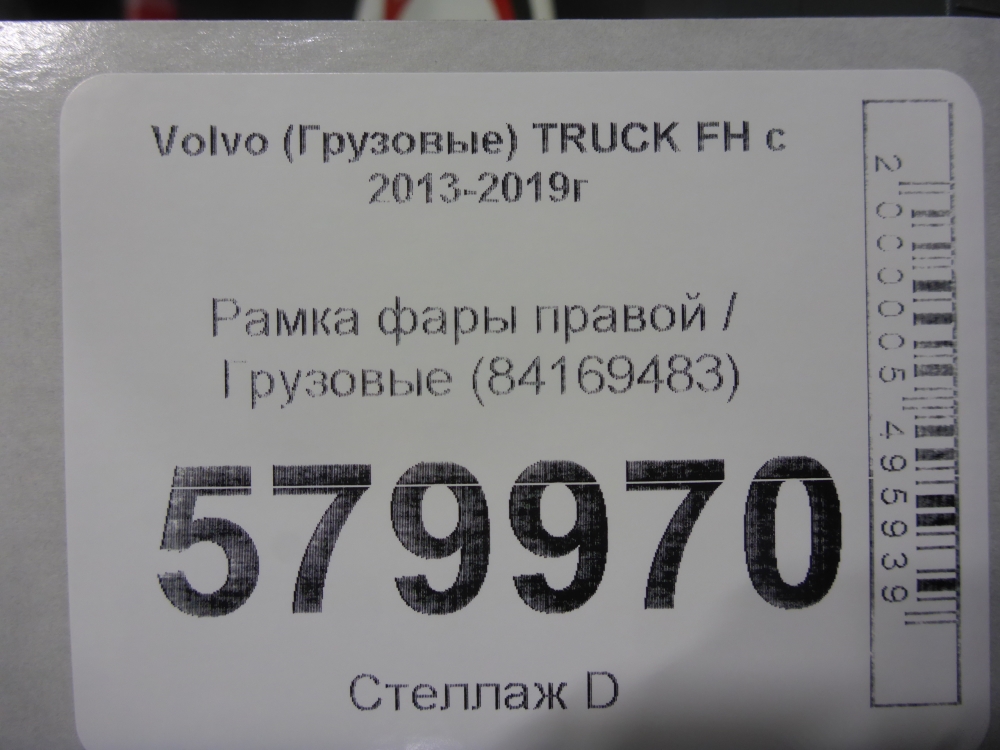 Volvo (Грузовые) TRUCK FH с
2013-2019г
Рамка фары правой /
Грузовые (84169483)
579970
Стеллаж D
2000005495939